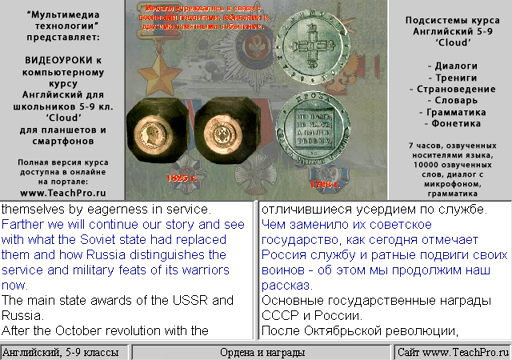 “Мультимедиа
технологии”
представляет:
ВИДЕОУРОКИ к
компьютерному
курсу
Английский для
школьников 5-9 кл.
‘Cloud’
для планшетов и
смартфонов
Полная версия курса
доступна в онлайне
на портале:
www.TeachPro.ru
1768 г.
Подсистемы курса
Английский 5-9
‘Cloud’
- Диалоги
- Тренинги
- Страноведение
- Словарь
- Грамматика
- Фонетика
7 часов, озвученных
носителями языка,
10000 озвученных
слов, диалог с
микрофоном,
грамматика
themselves by eagerness in service.
Farther we will continue our story and see
with what the Soviet state had replaced
them and how Russia distinguishes the
service and military feats of its warriors
now.
The main state awards of the USSR and
Russia.
After the October revolution with the
отличившиеся усердием по службе.
Чем заменило их советское
государство, как сегодня отмечает
Россия службу и ратные подвиги своих
воинов - об этом мы продолжим наш
рассказ.
Основные государственные награды
СССР и России.
После Октябрьской революции,
Английский, 5-9 классы
Ордена и награды
Сайт www.TeachPro.ru